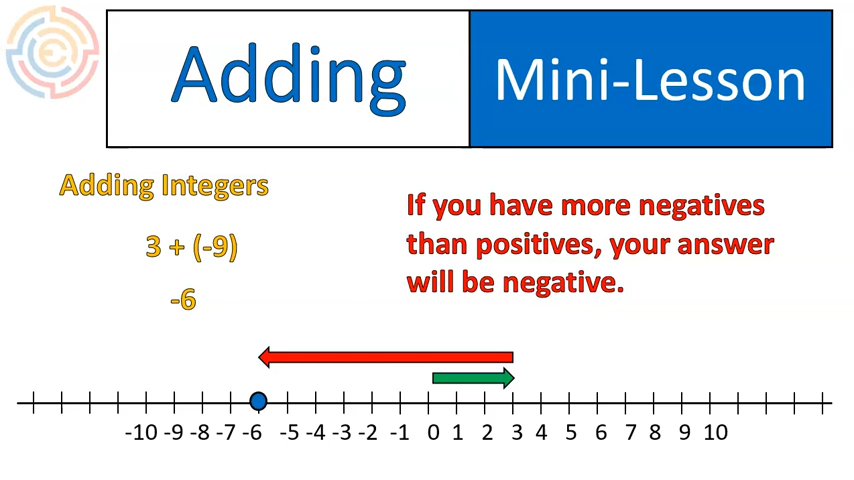 Adding
Mini-Lesson
Adding Integers
3 + (-9)
-6
If you have more negatives
than positives, your answer
will be negative.
-10 -9 -8 -7 -6 -5 -4 -3 -2 -1 0 1 2 3 4 5 6 7 8 9 10